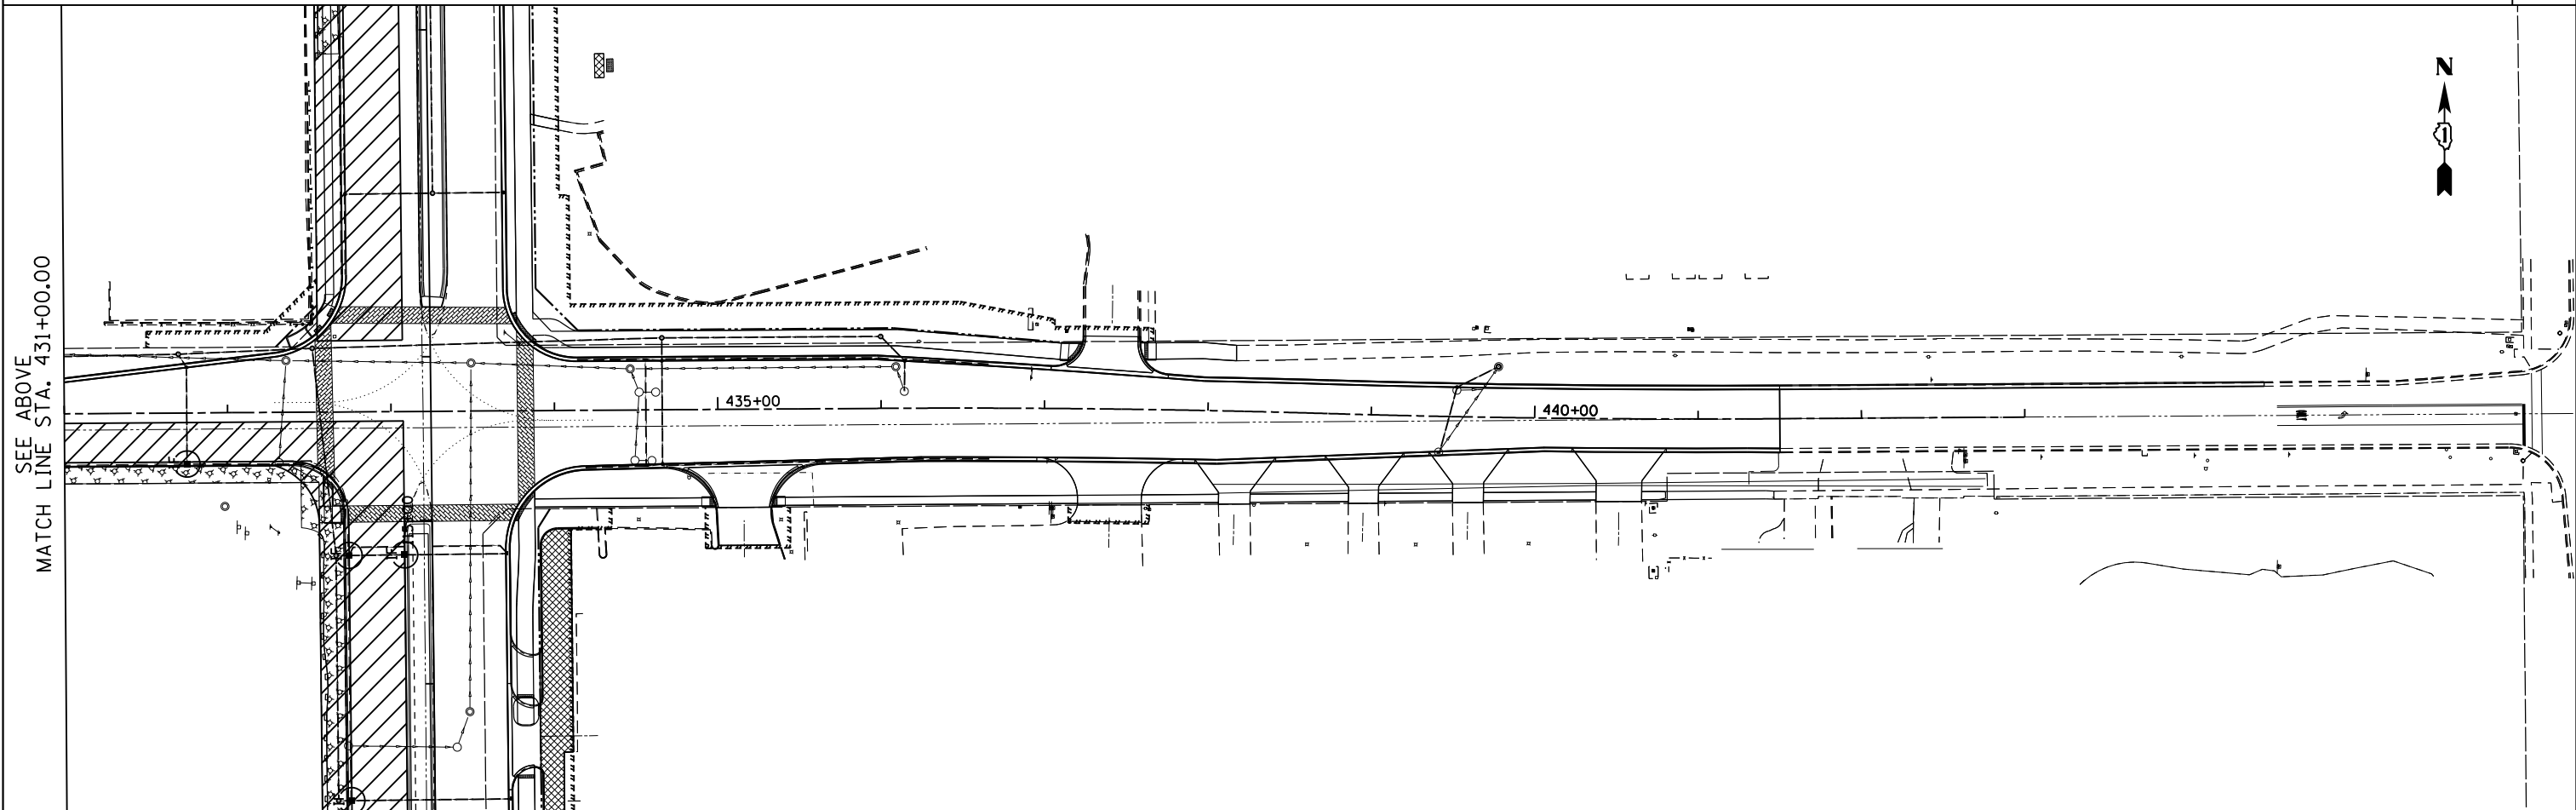 SEE ABOVE
MATCH LINE STA. 431+00.00
N
435+00
440+00